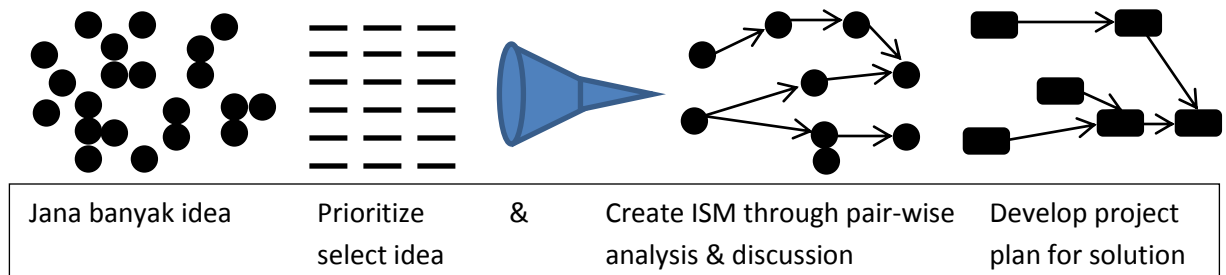 Jana banyak idea
Prioritize &
select idea
Create ISM through pair-wise
analysis & discussion
Develop project
plan for solution